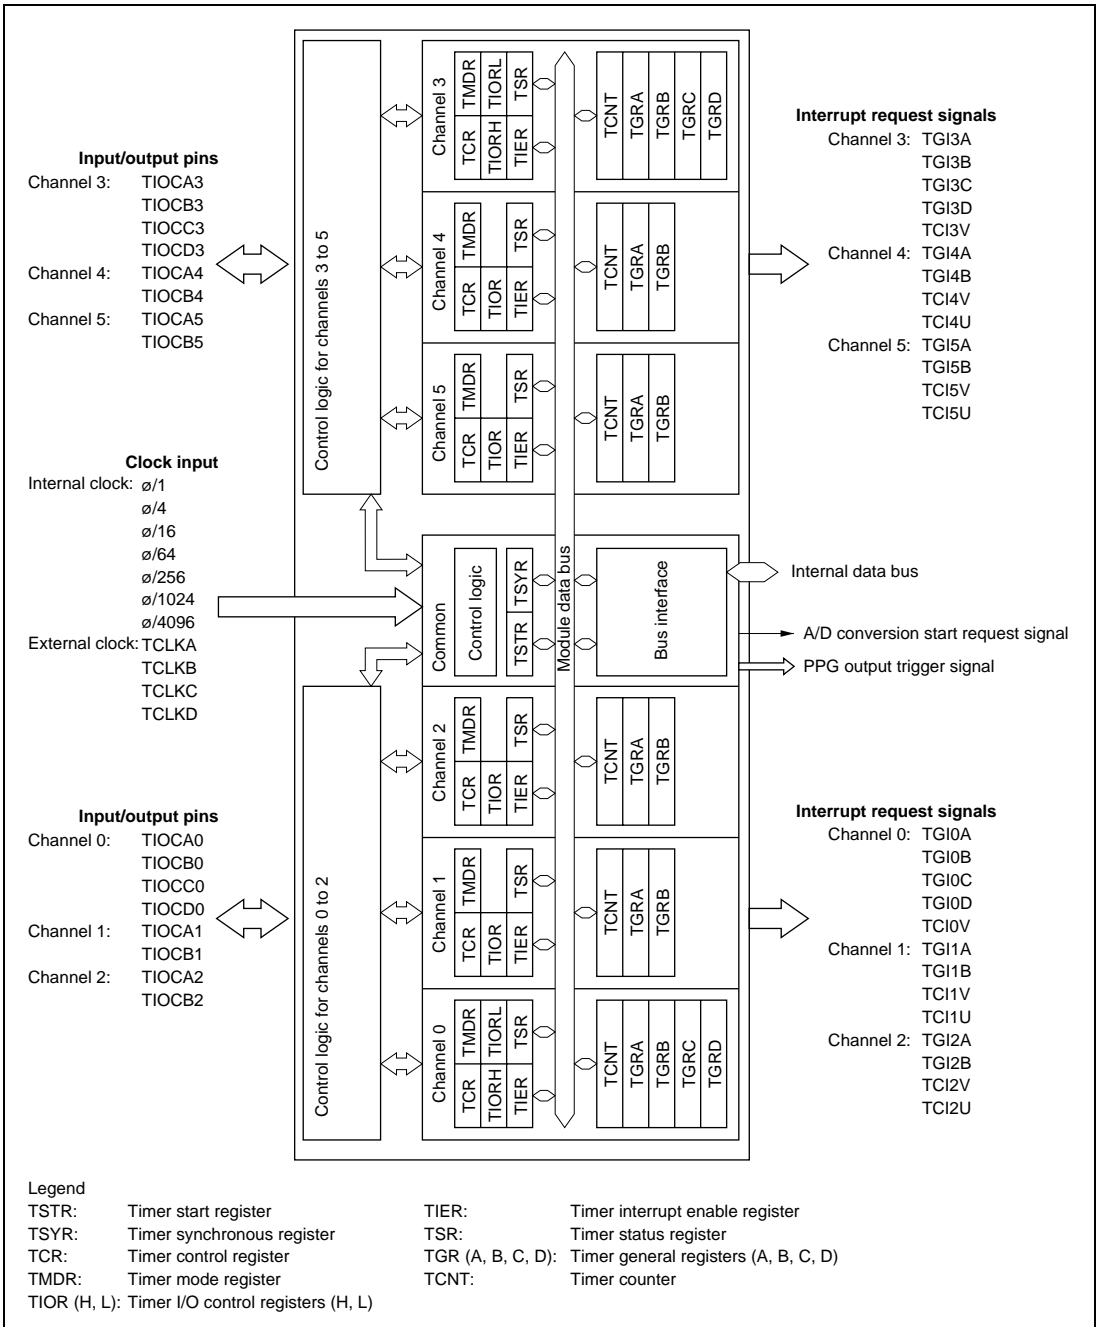 Input/output pins
Channel 3: TIOCA3
TIOCB3
TIOCC3
TIOCD3
Channel 4: TIOCA4
TIOCB4
Channel 5: TIOCA5
TIOCB5
Clock input
Internal clock: ø/1
ø/4
ø/16
ø/64
ø/256
ø/1024
ø/4096
External clock: TCLKA
TCLKB
TCLKC
TCLKD
Input/output pins
Channel 0: TIOCA0
TIOCB0
TIOCC0
TIOCD0
Channel 1: TIOCA1
TIOCB1
Channel 2: TIOCA2
TIOCB2
Control logic for channels 3 to 5
Control logic for channels 0 to 2
Channel 3
TCR TMDR
TIORH TIORL
TIER TSR
TCNT
TGRA
TGRB
TGRC
TGRD
Channel 4
TCR TMDR
TIOR
TIER TSR
TCNT
TGRA
TGRB
Channel 5
TCR TMDR
TIOR
TIER TSR
TCNT
TGRA
TGRB
Common
Control logic
TSTR TSYR
Module data bus
Bus interface
Channel 2
TCR TMDR
TIOR
TIER TSR
TCNT
TGRA
TGRB
Channel 1
TCR TMDR
TIOR
TIER TSR
TCNT
TGRA
TGRB
Channel 0
TCR TMDR
TIORH TIORL
TIER TSR
TCNT
TGRA
TGRB
TGRC
TGRD
Interrupt request signals
Channel 3: TGI3A
TGI3B
TGI3C
TGI3D
TCI3V
Channel 4: TGI4A
TGI4B
TCI4V
TCI4U
Channel 5: TGI5A
TGI5B
TCI5V
TCI5U
Internal data bus
A/D conversion start request signal
PPG output trigger signal
Interrupt request signals
Channel 0: TGI0A
TGI0B
TGI0C
TGI0D
TCI0V
Channel 1: TGI1A
TGI1B
TCI1V
TCI1U
Channel 2: TGI2A
TGI2B
TCI2V
TCI2U
Legend
TSTR: Timer start register
TSYR: Timer synchronous register
TCR: Timer control register
TMDR: Timer mode register
TIOR (H, L): Timer I/O control registers (H, L)
TIER: Timer interrupt enable register
TSR: Timer status register
TGR (A, B, C, D): Timer general registers (A, B, C, D)
TCNT: Timer counter